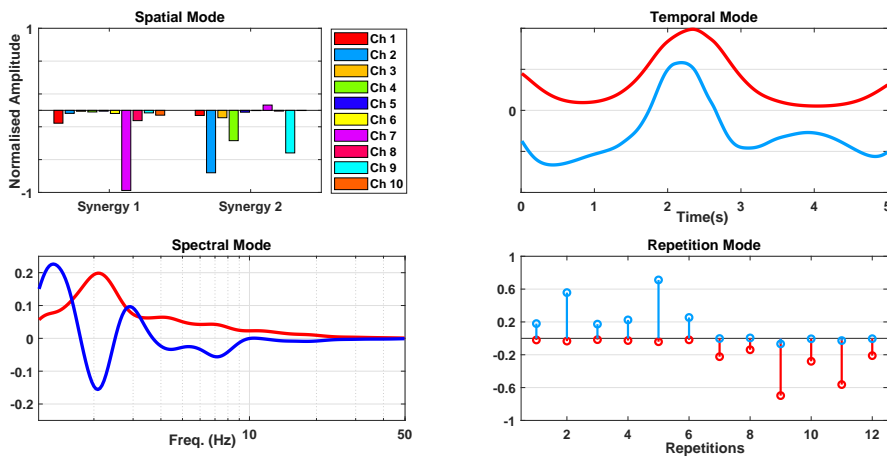 Spatial Mode
1
0
-1
Normalised Amplitude
Synergy 1
Synergy 2
Ch 1
Ch 2
Ch 3
Ch 4
Ch 5
Ch 6
Ch 7
Ch 8
Ch 9
Ch 10
Temporal Mode
0
0 1 2 3 4 5
Time(s)
Spectral Mode
0.2
0.1
0
-0.1
-0.2
10 50
Freq. (Hz)
Repetition Mode
1
0.6
0.2
-0.2
-0.6
-1
2 4 6 8 10 12
Repetitions